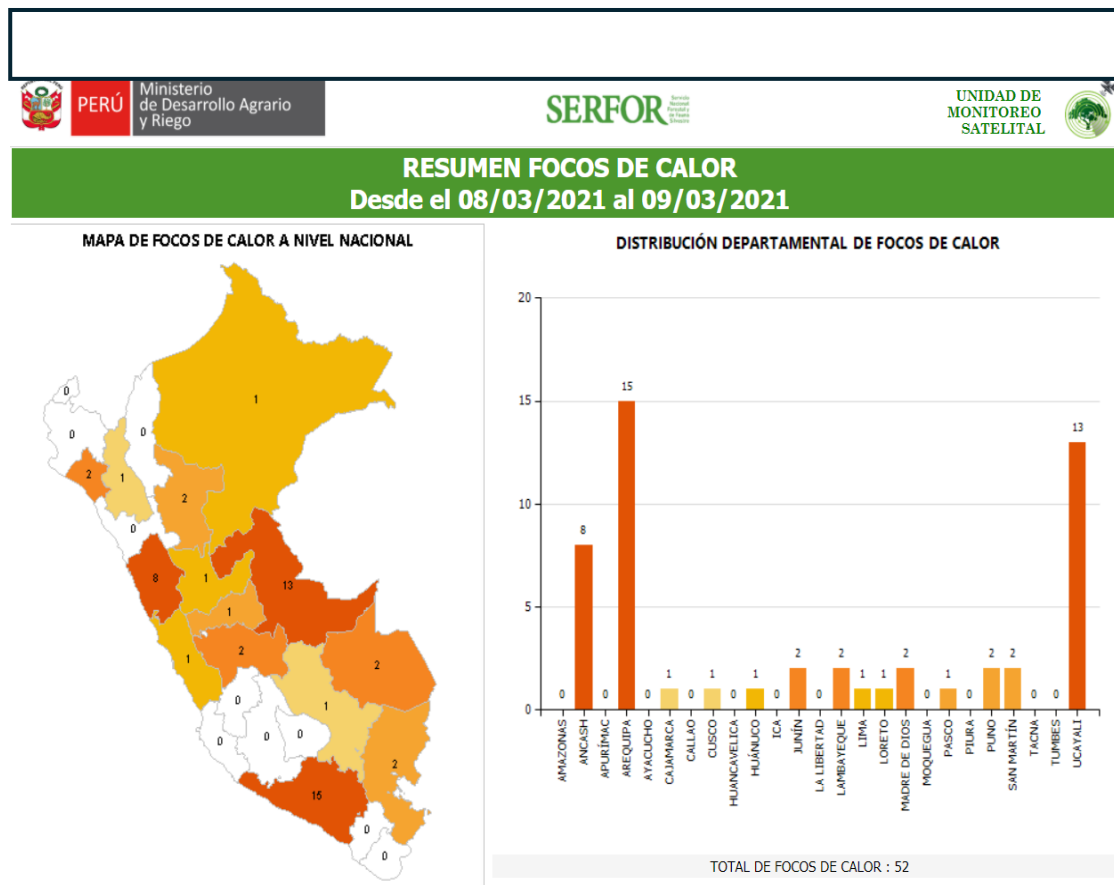 PERÚ
Ministerio
de Desarrollo Agrario
y Riego
SERFOR
Servicio
Nacional
Forestal y
de Fauna
Silvestre
UNIDAD DE
MONITOREO
SATELITAL
RESUMEN FOCOS DE CALOR
Desde el 08/03/2021 al 09/03/2021
MAPA DE FOCOS DE CALOR A NIVEL NACIONAL
1
0
0
0
2
1
2
0
8
1
13
1
1
2
2
0
1
0
0
0
2
16
0
0
DISTRIBUCIÓN DEPARTAMENTAL DE FOCOS DE CALOR
20
15
10
5
0
0
8
0
15
0
1
0
1
0
1
0
2
0
2
1
1
2
0
1
0
2
2
0
0
13
AMAZONAS
ANCASH
APURÍMAC
AREQUIPA
AYACUCHO
CAJAMARCA
CALLAO
CUSCO
HUANCAVELICA
HUÁNUCO
ICA
JUNÍN
LA LIBERTAD
LAMBAYEQUE
LIMA
LORETO
MADRE DE DIOS
MOQUEGUA
PASCO
PIURA
PUNO
SAN MARTÍN
TACNA
TUMBES
UCAYALI
TOTAL DE FOCOS DE CALOR : 52